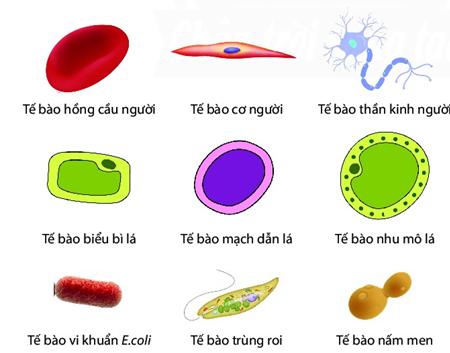 Tế bào hồng cầu người
Tế bào cơ người
Tế bào thần kinh người
Tế bào biểu bì lá
Tế bào mạch dẫn lá
Tế bào nhu mô lá
Tế bào vi khuẩn E.coli
Tế bào trùng roi
Tế bào nấm men